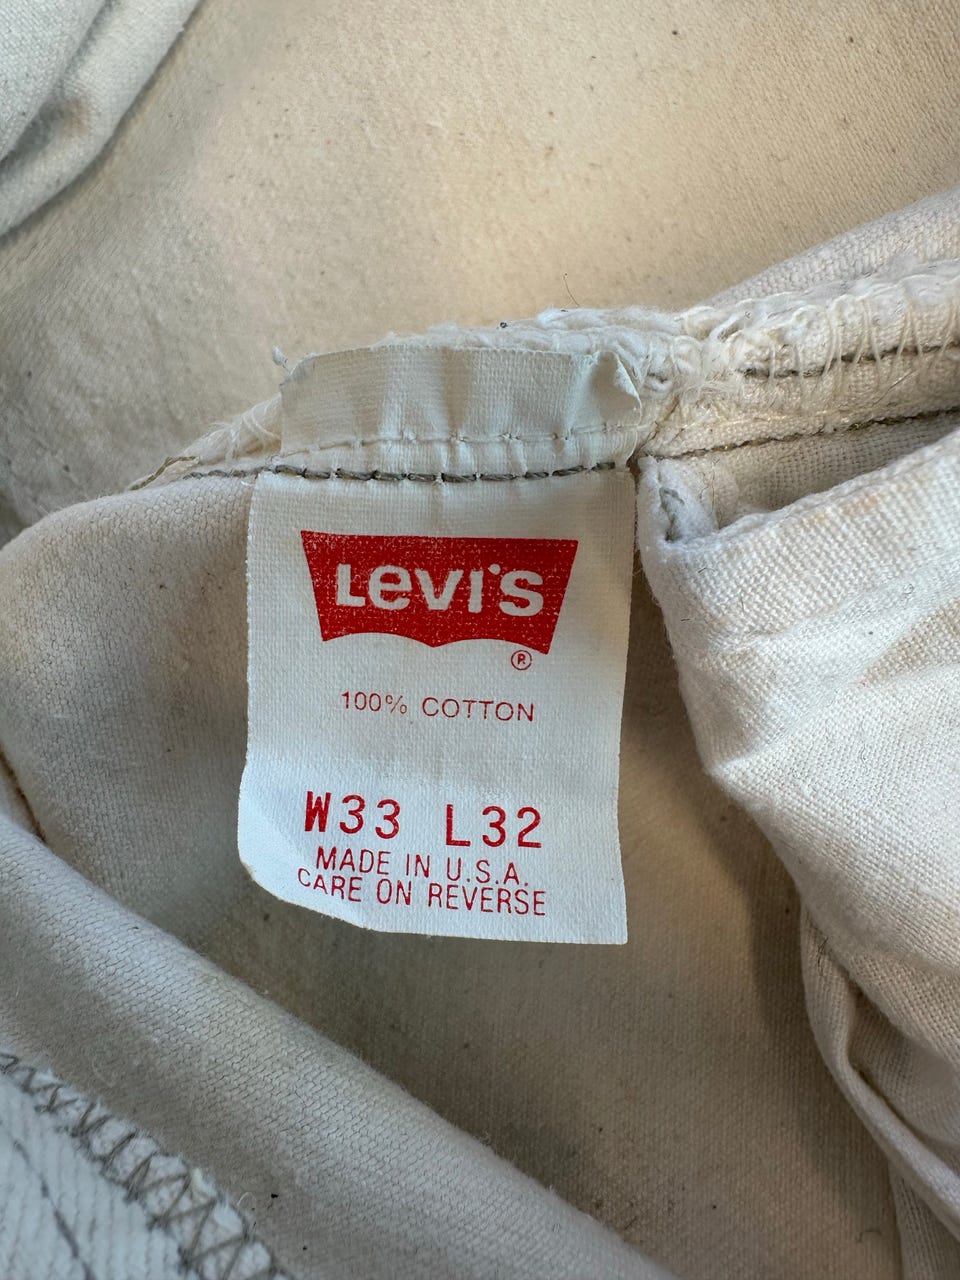 Levi's
®
100% COTTON
W33 L32
MADE IN U.S.A.
CARE ON REVERSE